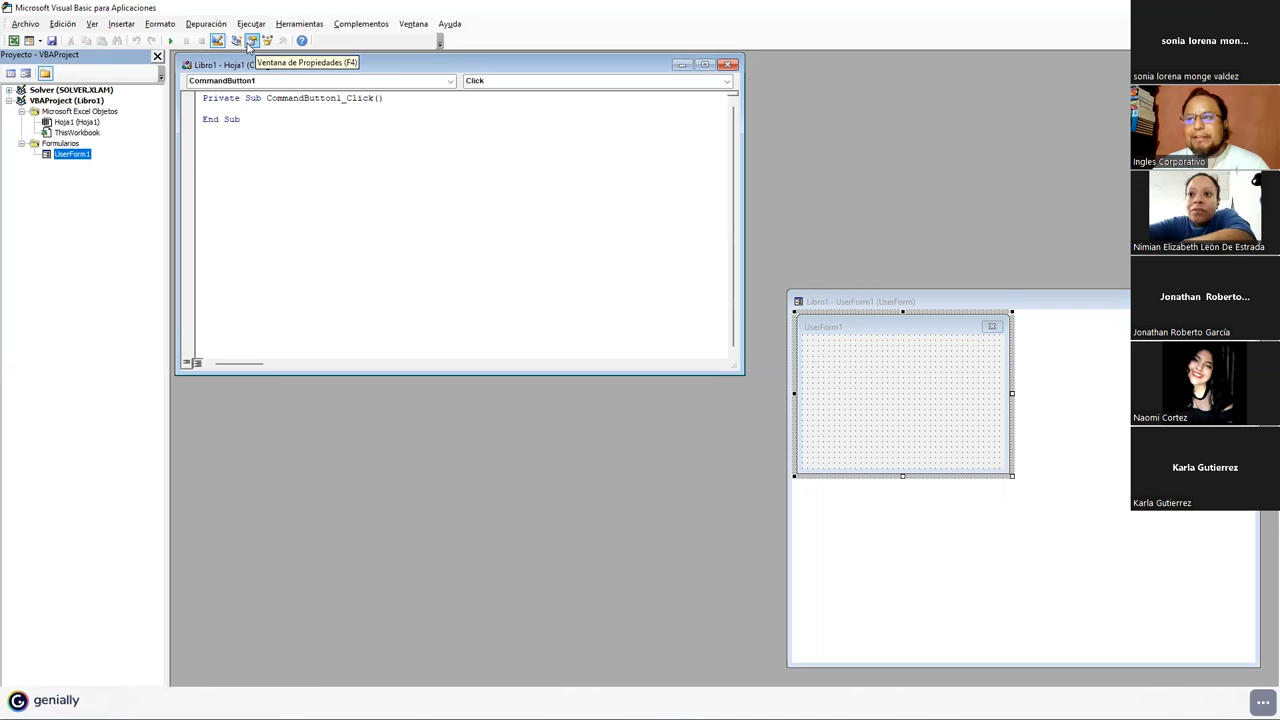 Microsoft Visual Basic para Aplicaciones
Archivo Edición Ver Insertar Formato Depuración Ejecutar Herramientas Complementos Ventana Ayuda
Proyecto - VBAProject
Ventana de Propiedades (F4)
Libro1 - Hoja1 (C
CommandButton1
Click
Private Sub CommandButton1_Click()
End Sub
Solver (SOLVER.XLAM)
VBAProject (Libro1)
Microsoft Excel Objetos
Hoja1 (Hoja1)
ThisWorkbook
Formularios
UserForm1
Libro1 - UserForm1 (UserForm)
UserForm1
sonia lorena mon...
sonia lorena monge valdez
Ingles Corporativo
Nimian Elizabeth León De Estrada
Jonathan Roberto...
Jonathan Roberto García
Naomi Cortez
Karla Gutierrez
Karla Gutierrez
genially